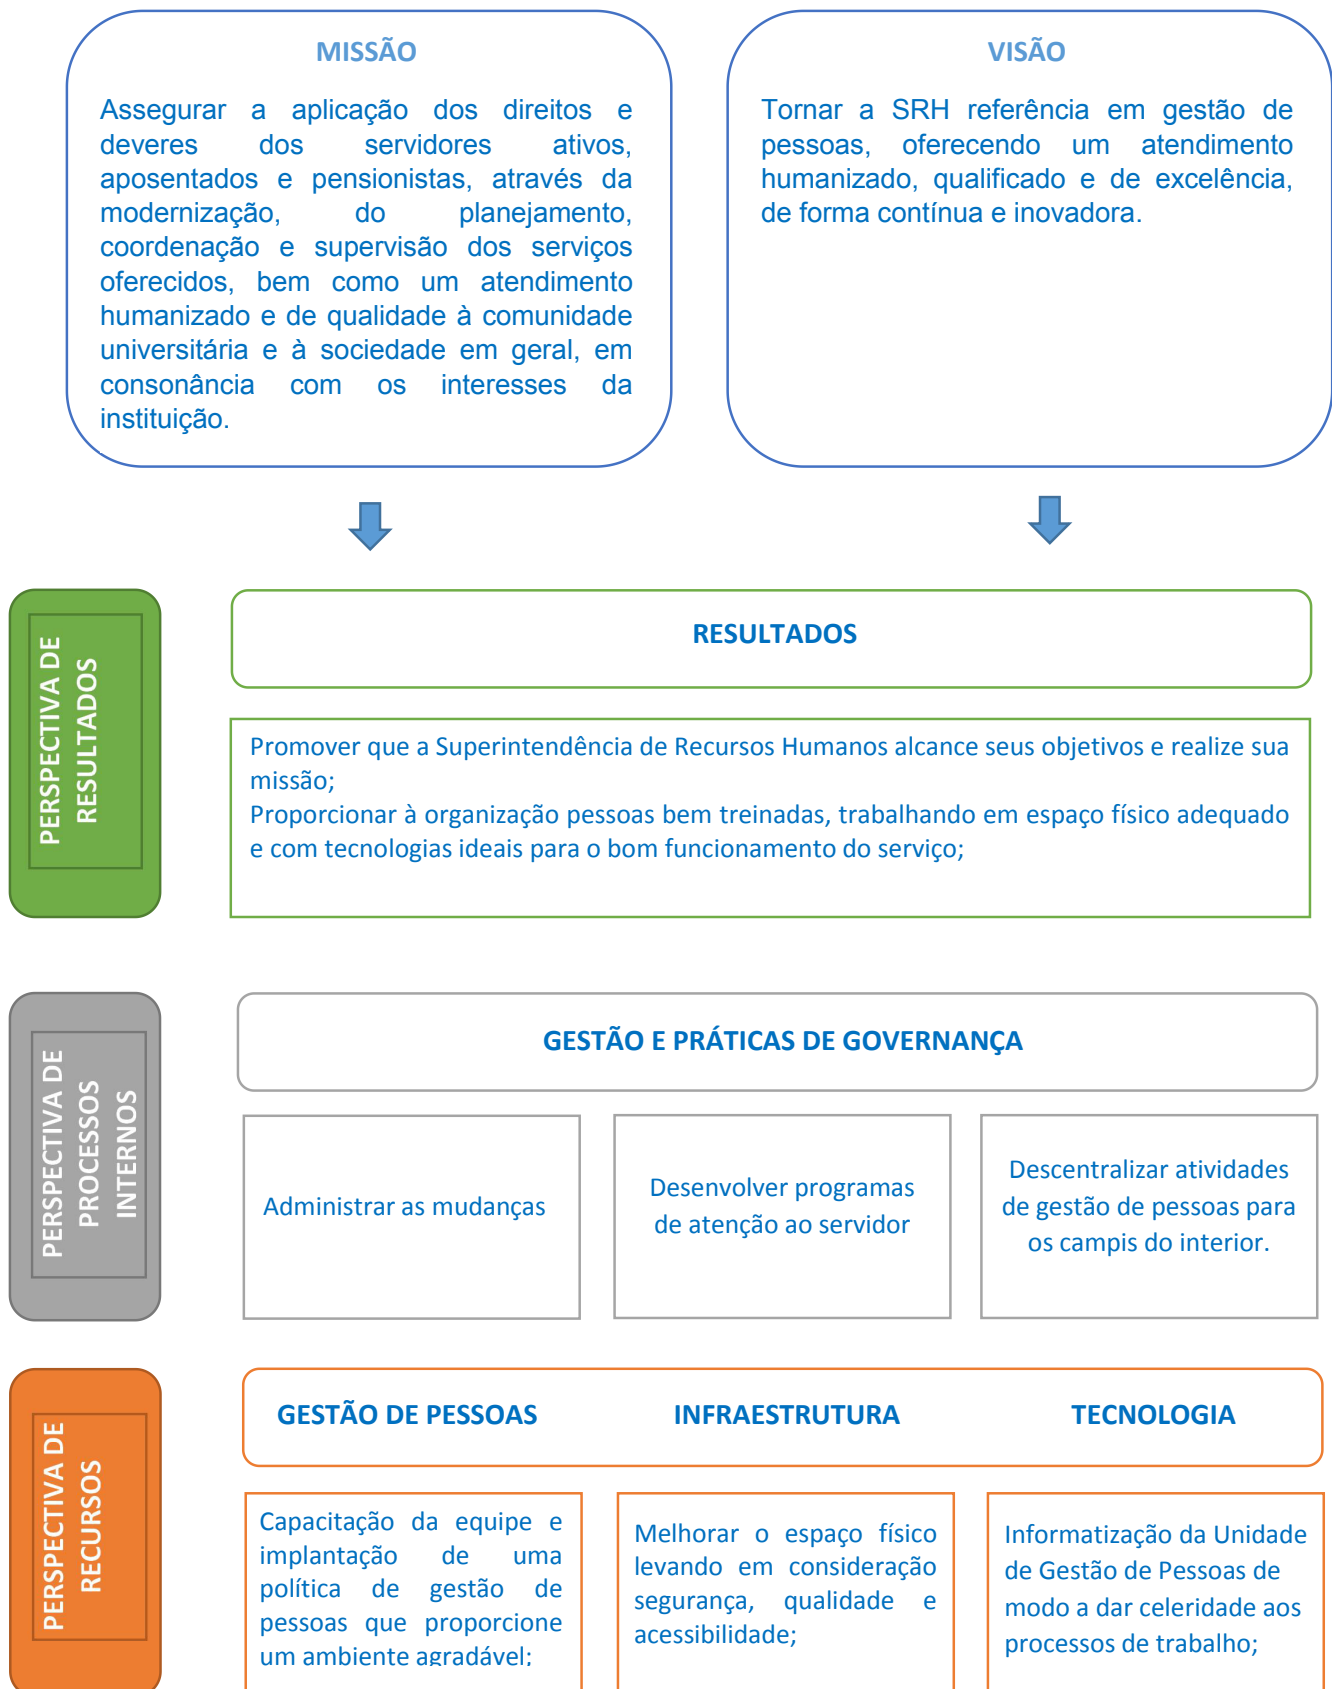 MISSÃO
Assegurar a aplicação dos direitos e
deveres dos servidores ativos,
aposentados e pensionistas, através da
modernização, do planejamento,
coordenação e supervisão dos serviços
oferecidos, bem como um atendimento
humanizado e de qualidade à comunidade
universitária e à sociedade em geral, em
consonância com os interesses da
instituição.
VISÃO
Tornar a SRH referência em gestão de
pessoas, oferecendo um atendimento
humanizado, qualificado e de excelência,
de forma contínua e inovadora.
PERSPECTIVA DE
RESULTADOS
RESULTADOS
Promover que a Superintendência de Recursos Humanos alcance seus objetivos e realize sua
missão;
Proporcionar à organização pessoas bem treinadas, trabalhando em espaço físico adequado
e com tecnologias ideais para o bom funcionamento do serviço;
PERSPECTIVA DE
PROCESSOS
INTERNOS
GESTÃO E PRÁTICAS DE GOVERNANÇA
Administrar as mudanças
Desenvolver programas
de atenção ao servidor
Descentralizar atividades
de gestão de pessoas para
os campis do interior.
PERSPECTIVA DE
RECURSOS
GESTÃO DE PESSOAS
INFRAESTRUTURA
TECNOLOGIA
Capacitação da equipe e
implantação de uma
política de gestão de
pessoas que proporcione
um ambiente agradável;
Melhorar o espaço físico
levando em consideração
segurança, qualidade e
acessibilidade;
Informatização da Unidade
de Gestão de Pessoas de
modo a dar celeridade aos
processos de trabalho;